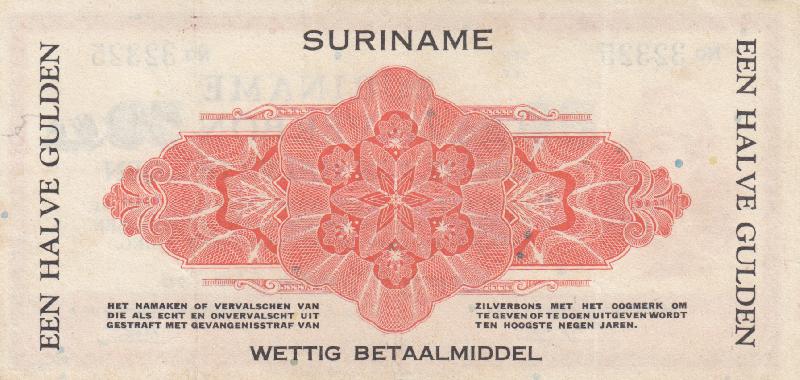 SURINAME
EEN HALVE GULDEN
EEN HALVE GULDEN
HET NAMAKEN OF VERVALSCHEN VAN
DIE ALS ECHT EN ONVERVALSCHT UIT
GESTRAFT MET GEVANGENISSTRAF VAN
ZILVERBONS MET HET OOGMERK OM
TE GEVEN OF TE DOEN UITGEVEN WORDT
TEN HOOGSTE NEGEN JAREN.
WETTIG BETAALMIDDEL